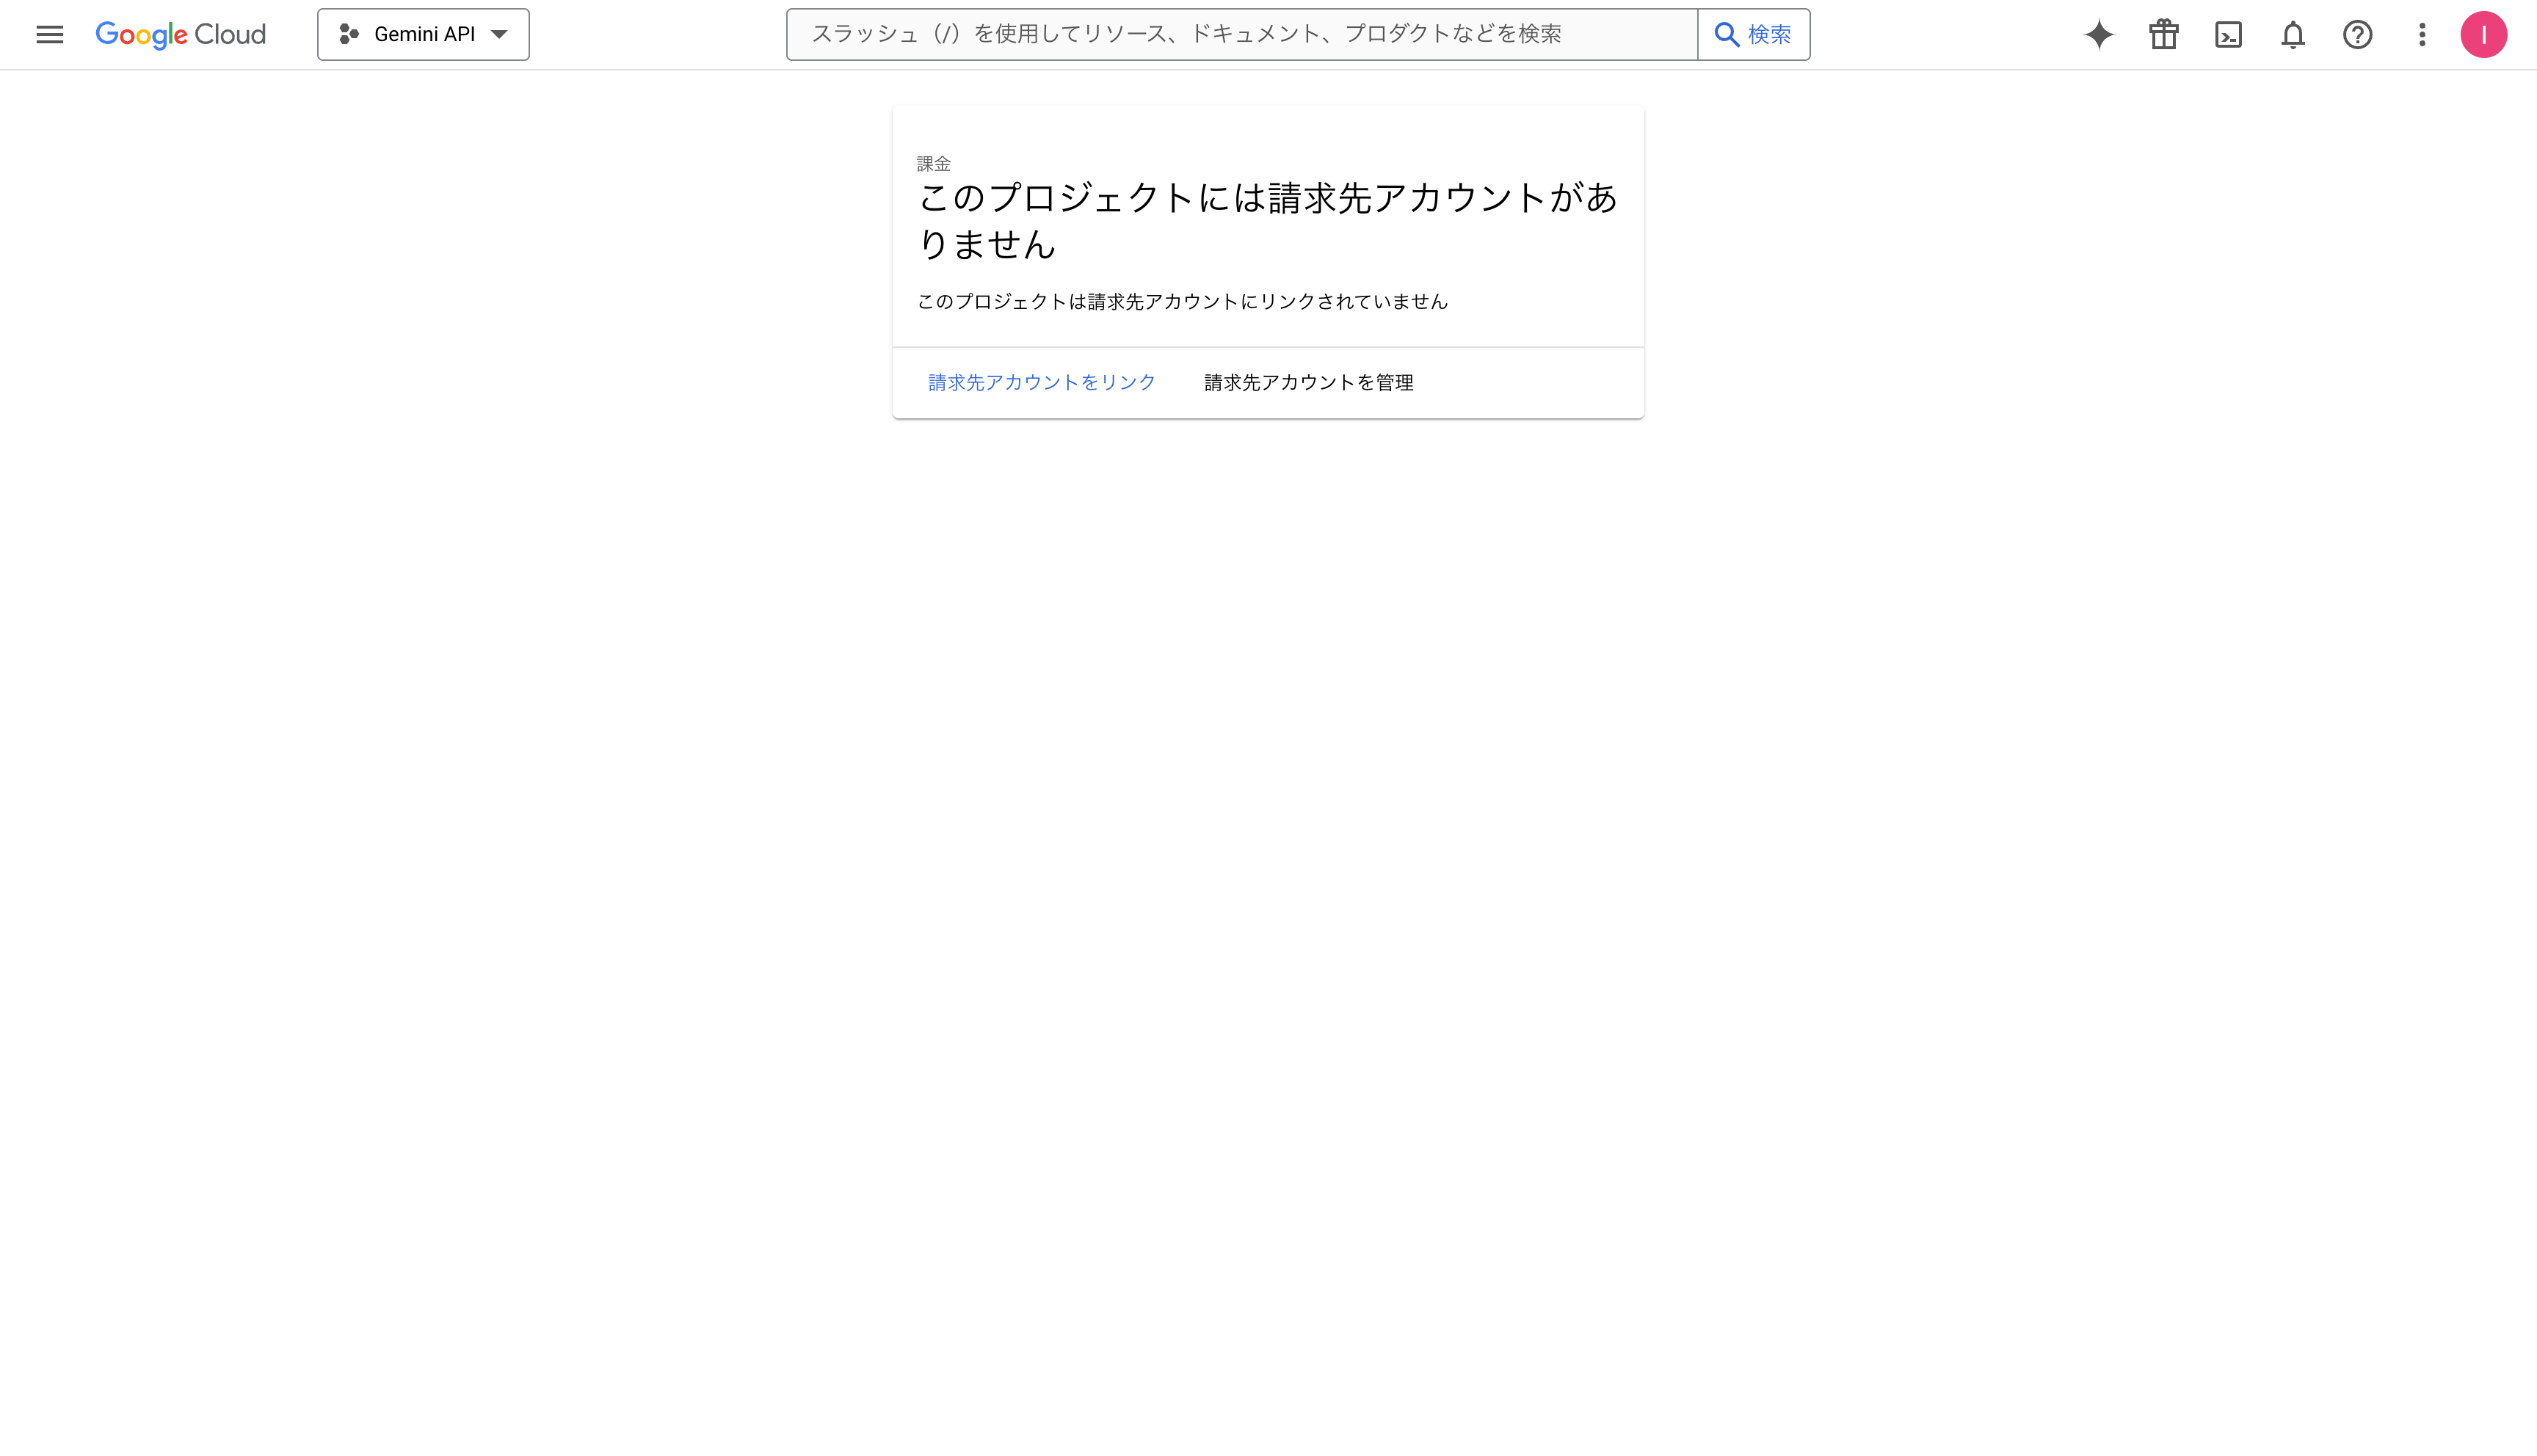 Google Cloud
Gemini API
スラッシュ（/）を使用してリソース、ドキュメント、プロダクトなどを検索
検索
I
課金
このプロジェクトには請求先アカウントがあ
りません
このプロジェクトは請求先アカウントにリンクされていません
請求先アカウントをリンク
請求先アカウントを管理